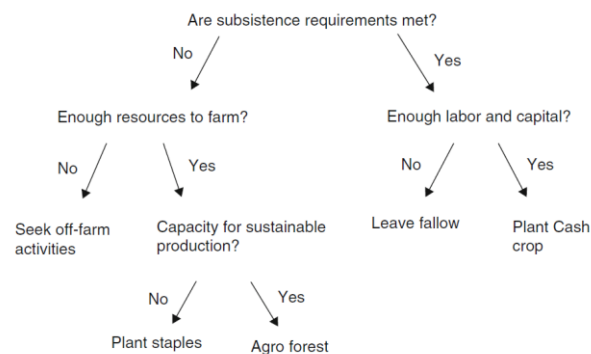 Are subsistence requirements met?
No
Yes
Enough resources to farm?
Enough labor and capital?
No
Yes
No
Yes
Seek off-farm
activities
Capacity for sustainable
production?
Leave fallow
Plant Cash
crop
No
Yes
Plant staples
Agro forest